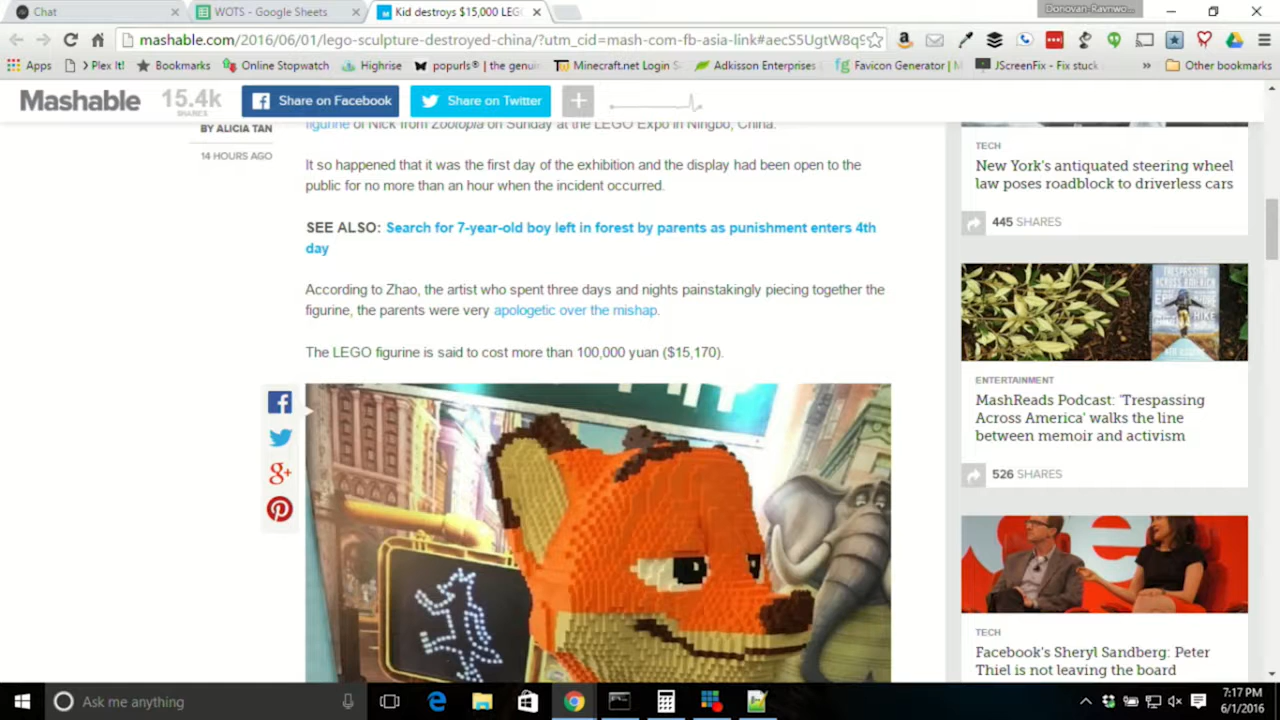 Chat
WOTS - Google Sheets
Kid destroys $15,000 LEG
Donovan-Ravnwo...
mashable.com/2016/06/01/lego-sculpture-destroyed-china/?utm_cid=mash-com-fb-asia-link#aecS5UgtW8qS
Apps
> Plex It!
Bookmarks
Online Stopwatch
Highrise
popurls® | the genui
Minecraft.net Login S
Adkisson Enterprises
Favicon Generator |
JScreenFix - Fix stuck
»
Other bookmarks
Mashable
15.4k
SHARES
Share on Facebook
Share on Twitter
+
BY ALICIA TAN
14 HOURS AGO
figurine of Nick from Zootopia on Sunday at the LEGO Expo in Ningbo, China.
It so happened that it was the first day of the exhibition and the display had been open to the
public for no more than an hour when the incident occurred.
SEE ALSO: Search for 7-year-old boy left in forest by parents as punishment enters 4th
day
According to Zhao, the artist who spent three days and nights painstakingly piecing together the
figurine, the parents were very apologetic over the mishap.
The LEGO figurine is said to cost more than 100,000 yuan ($15,170).
g+
TECH
New York's antiquated steering wheel
law poses roadblock to driverless cars
445 SHARES
TRESPASSING
ACROSS AMERICA
ENTERTAINMENT
MashReads Podcast: 'Trespassing
Across America' walks the line
between memoir and activism
526 SHARES
TECH
Facebook's Sheryl Sandberg: Peter
Thiel is not leaving the board
Ask me anything
7:17 PM
6/1/2016